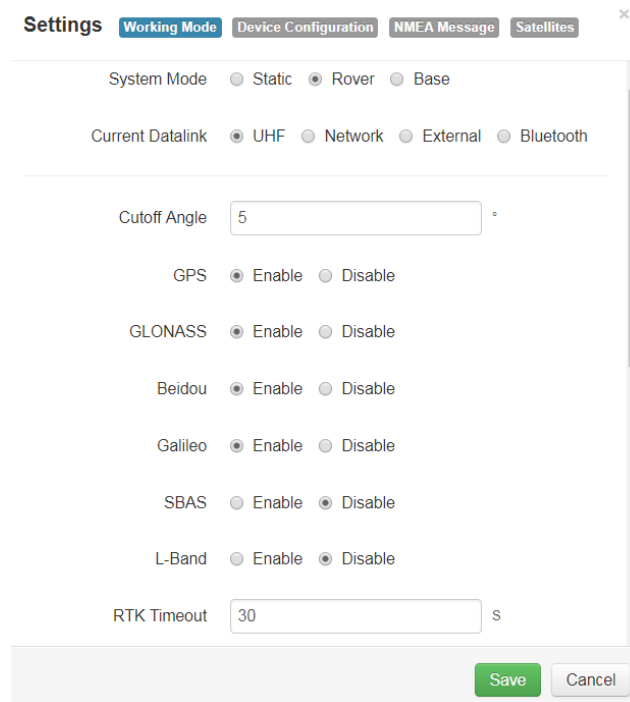 Settings Working Mode Device Configuration NMEA Message Satellites ×
System Mode Static Rover Base
Current Datalink UHF Network External Bluetooth
Cutoff Angle 5 °
GPS Enable Disable
GLONASS Enable Disable
Beidou Enable Disable
Galileo Enable Disable
SBAS Enable Disable
L-Band Enable Disable
RTK Timeout 30 S
Save Cancel